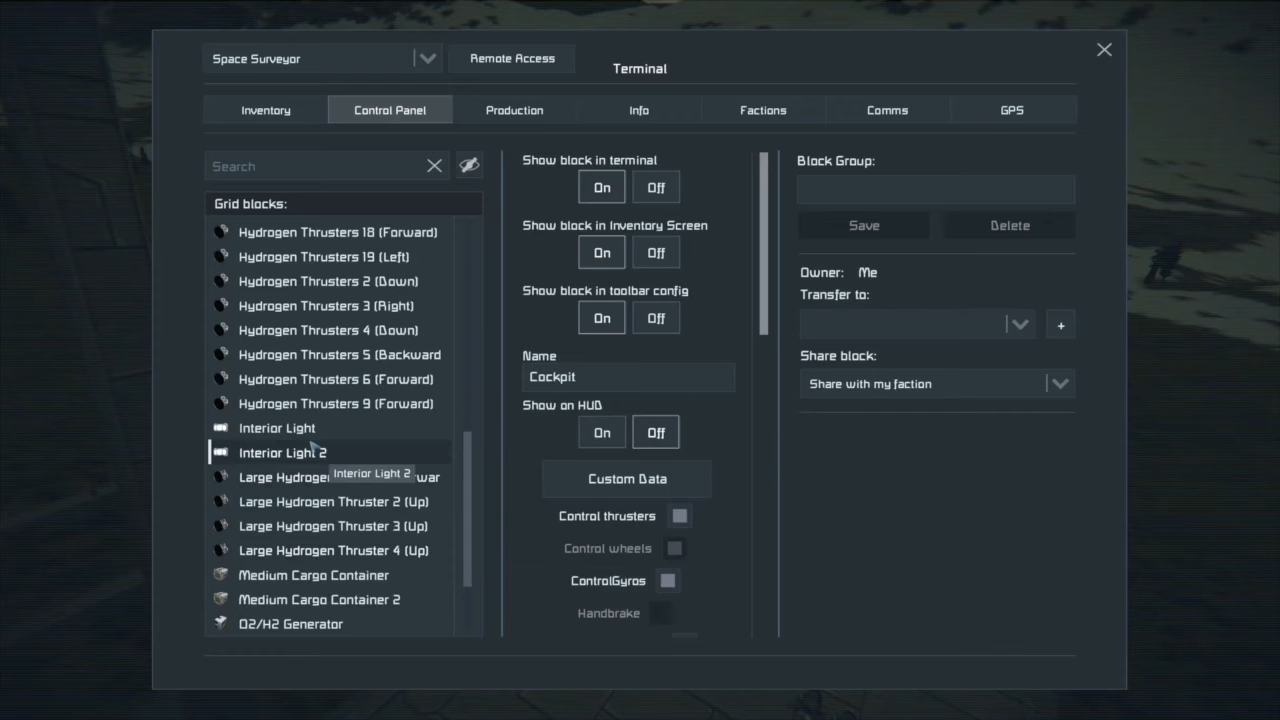 Space Surveyor
Remote Access
Terminal
Inventory
Control Panel
Production
Info
Factions
Comms
GPS
Search
Grid blocks:
Hydrogen Thrusters 18 (Forward)
Hydrogen Thrusters 19 (Left)
Hydrogen Thrusters 2 (Down)
Hydrogen Thrusters 3 (Right)
Hydrogen Thrusters 4 (Down)
Hydrogen Thrusters 5 (Backward
Hydrogen Thrusters 6 (Forward)
Hydrogen Thrusters 9 (Forward)
Interior Light
Interior Light 2
Interior Light 2
Large Hydroger war
Large Hydrogen Thruster 2 (Up)
Large Hydrogen Thruster 3 (Up)
Large Hydrogen Thruster 4 (Up)
Medium Cargo Container
Medium Cargo Container 2
O2/H2 Generator
Show block in terminal
On Off
Show block in Inventory Screen
On Off
Show block in toolbar config
On Off
Name
Cockpit
Show on HUD
On Off
Custom Data
Control thrusters
Control wheels
ControlGyros
Handbrake
Block Group:
Save Delete
Owner: Me
Transfer to:
+
Share block:
Share with my faction